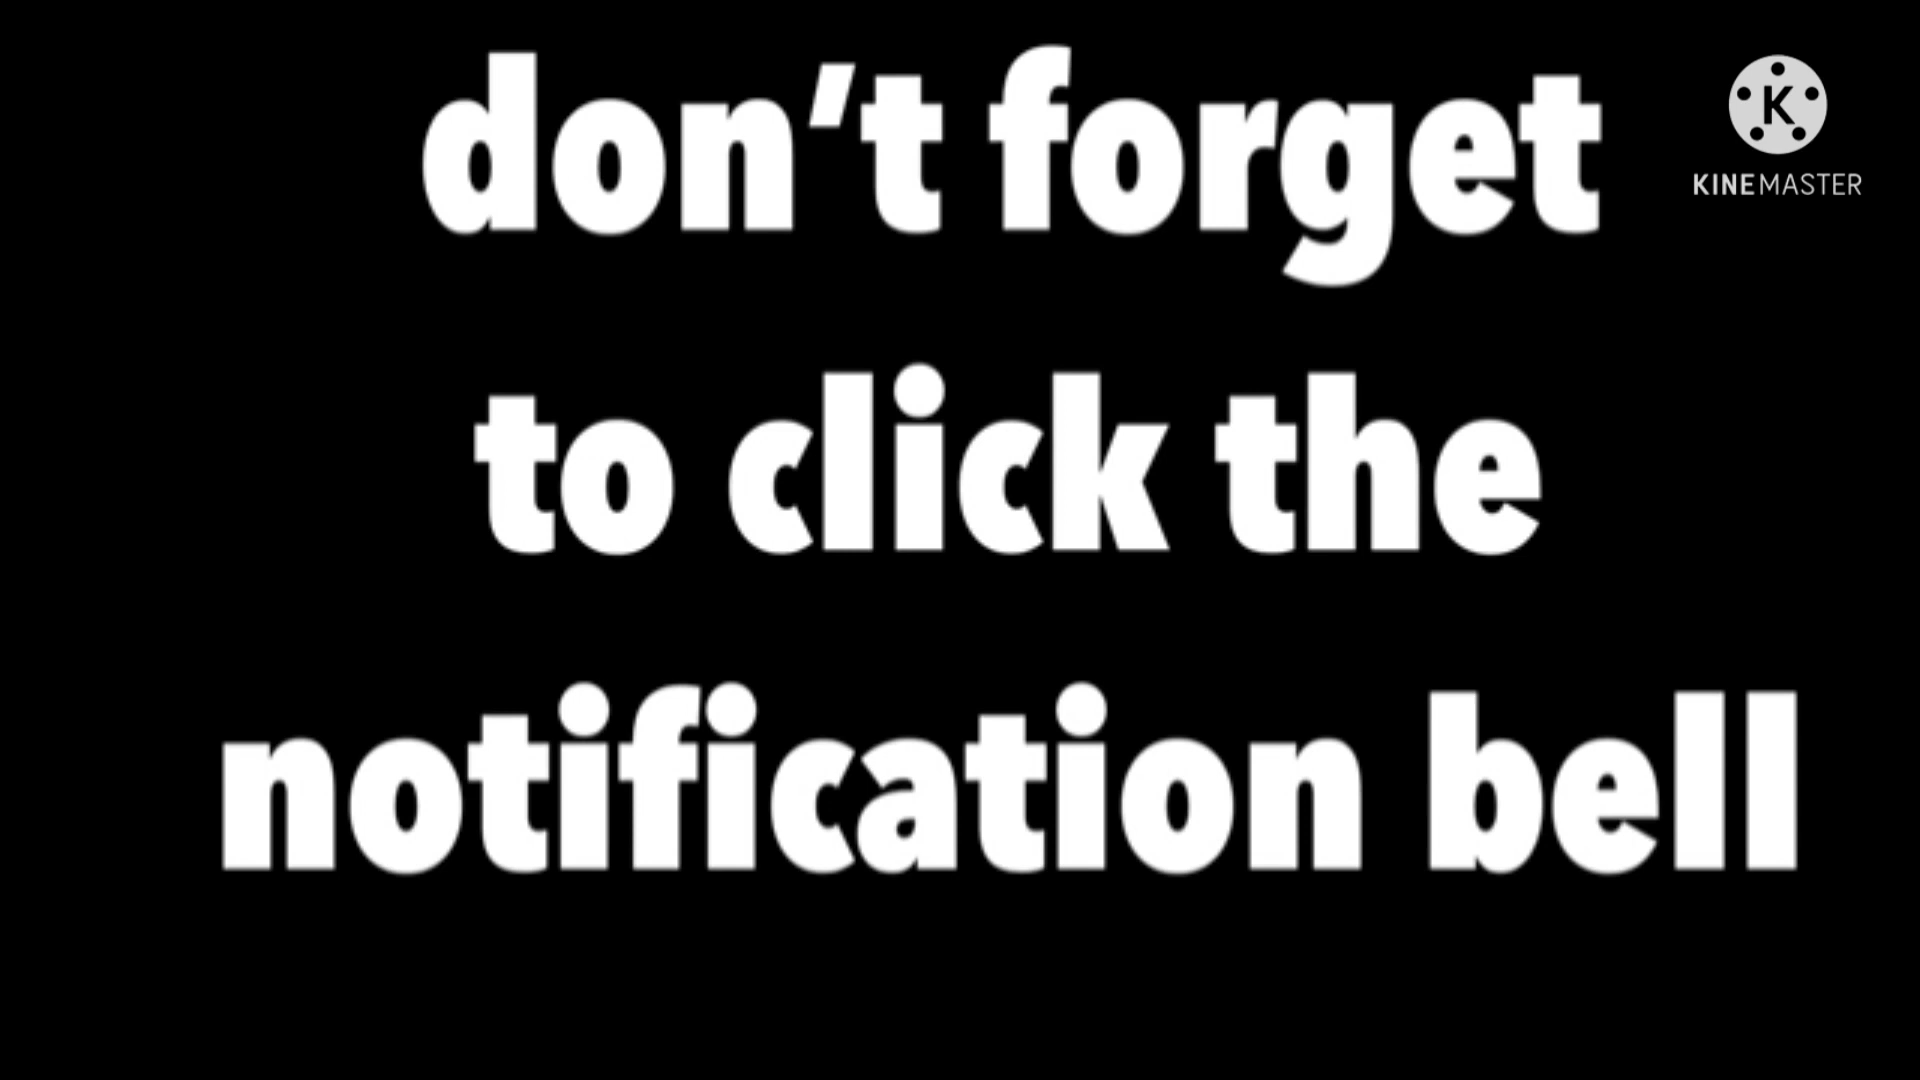 don’t forget
K
KINEMASTER
to click the
notification bell